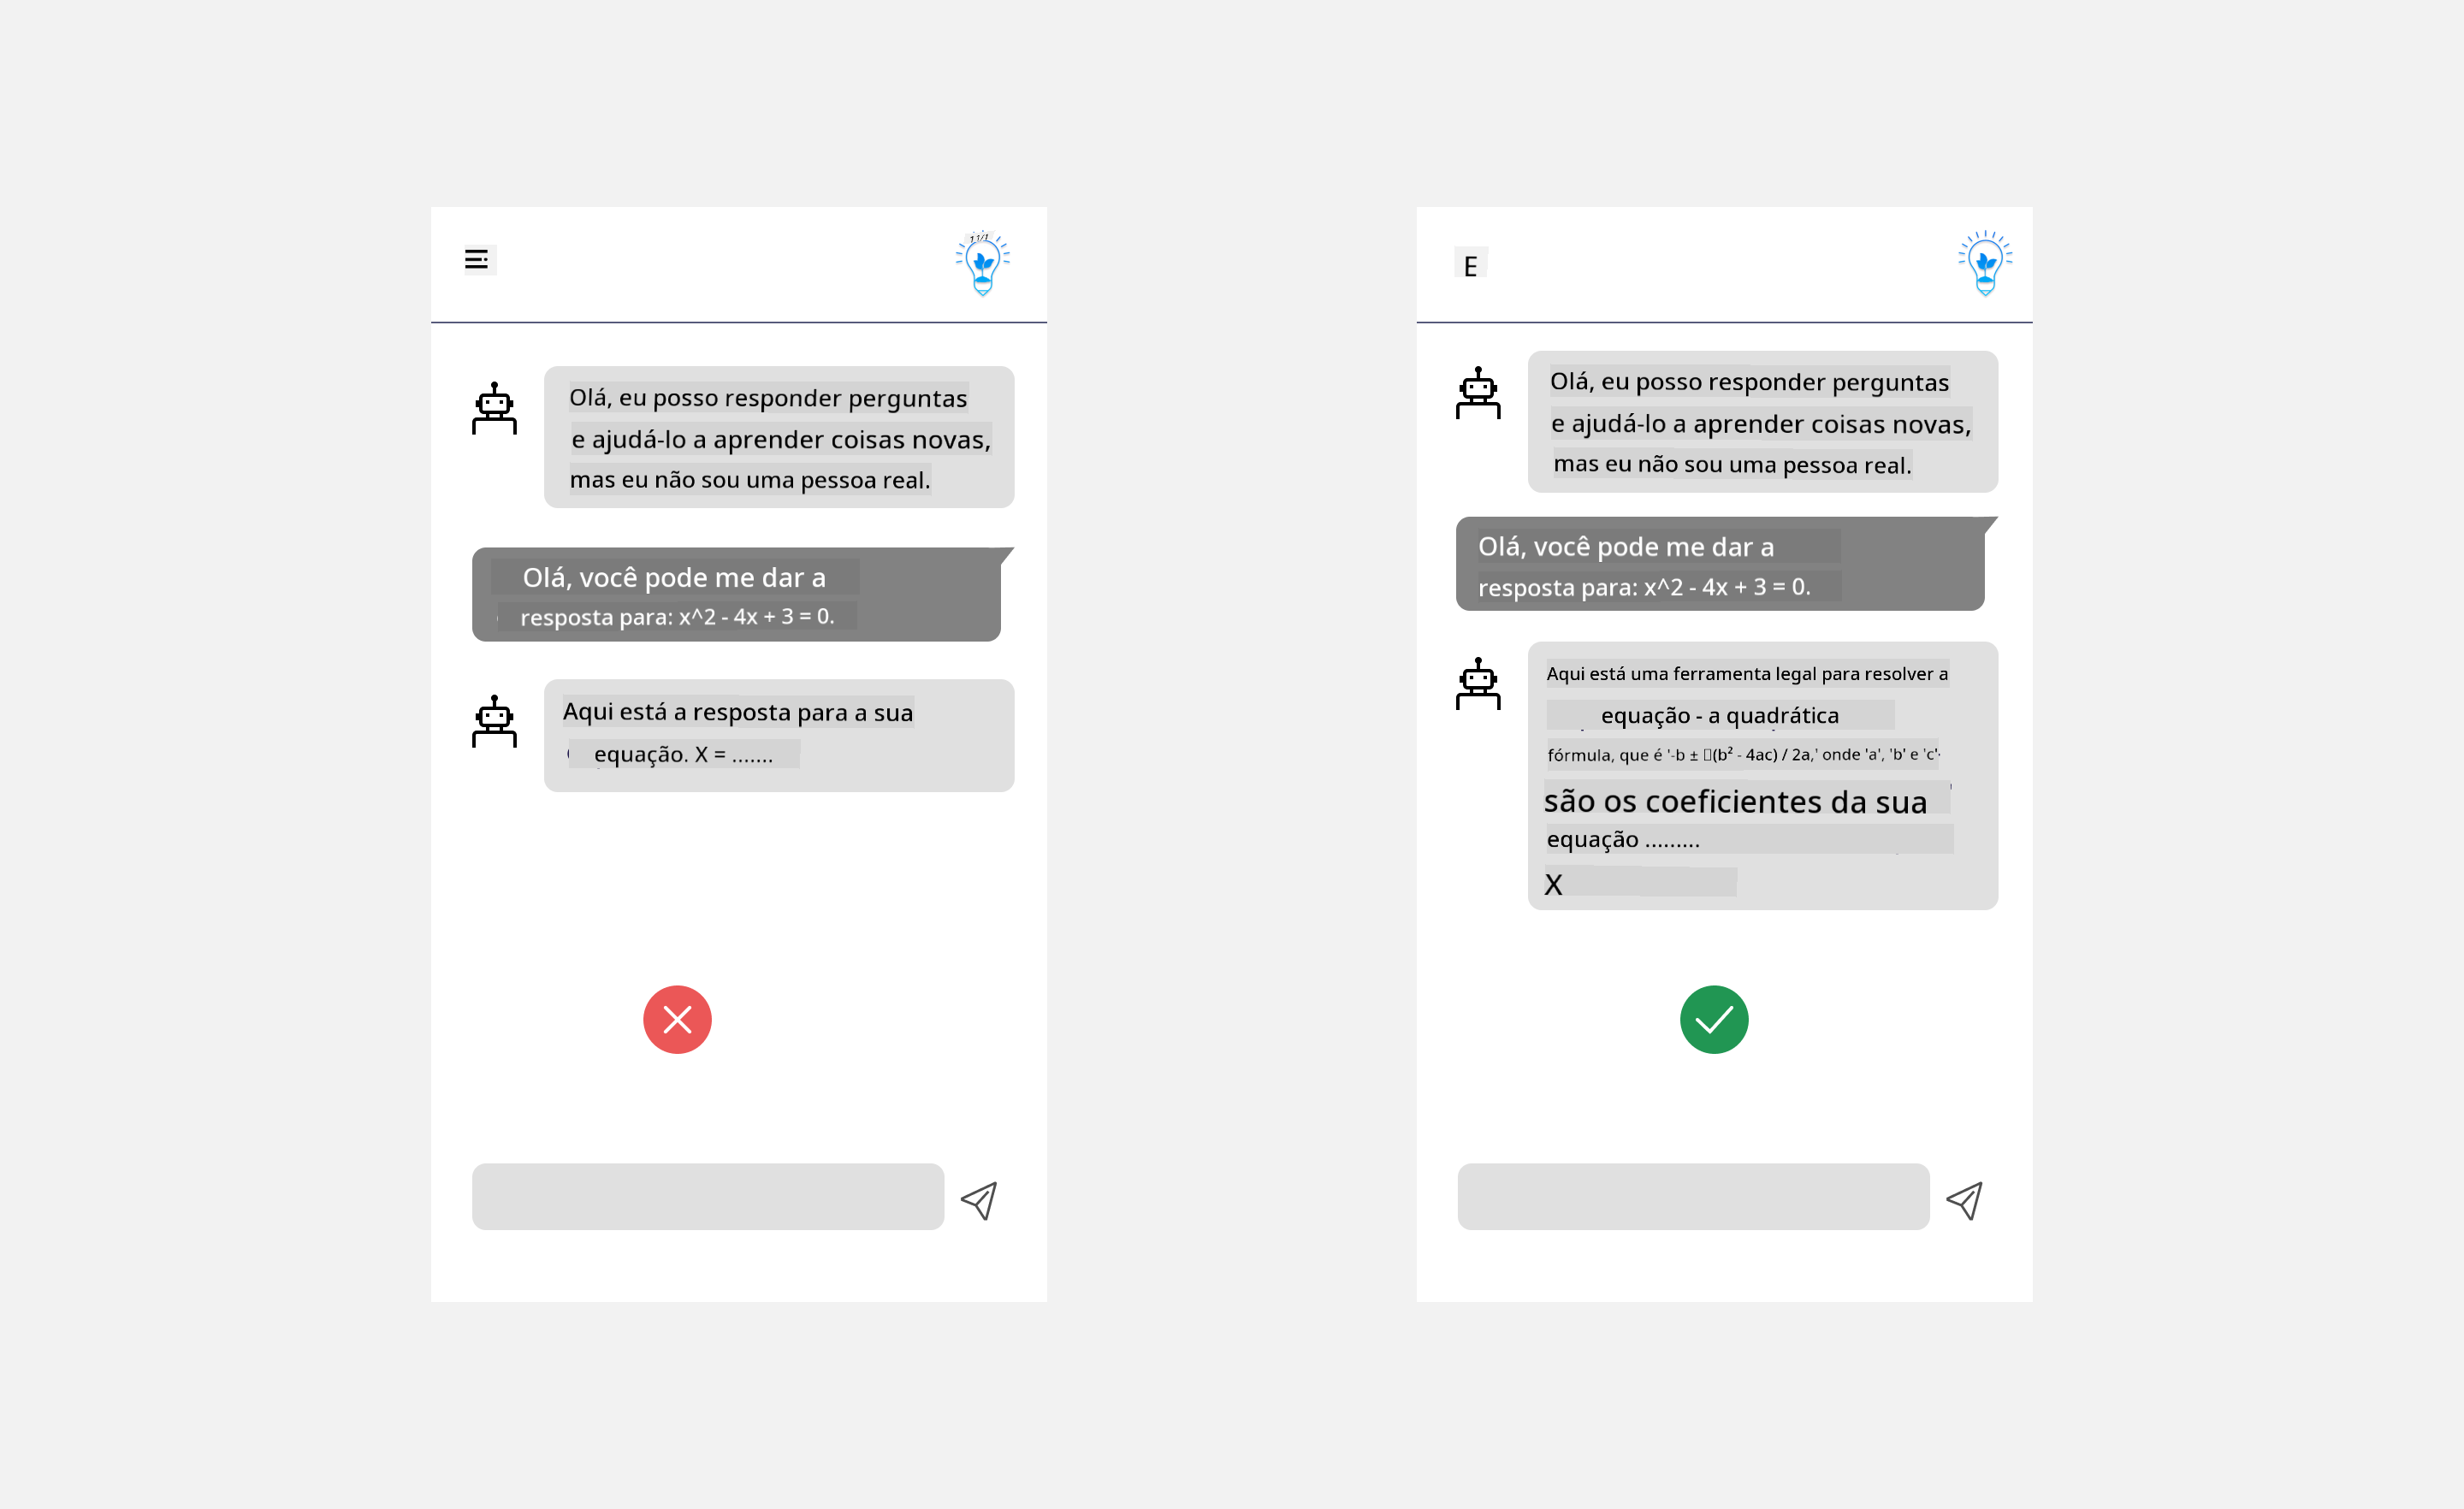 Olá, eu posso responder perguntas
e ajudá-lo a aprender coisas novas,
mas eu não sou uma pessoa real.
Olá, você pode me dar a
resposta para: x^2 - 4x + 3 = 0.
Aqui está a resposta para a sua
equação. X = .......
E
Olá, eu posso responder perguntas
e ajudá-lo a aprender coisas novas,
mas eu não sou uma pessoa real.
Olá, você pode me dar a
resposta para: x^2 - 4x + 3 = 0.
Aqui está uma ferramenta legal para resolver a
equação - a quadrática
fórmula, que é '-b ± (b² - 4ac) / 2a,' onde 'a', 'b' e 'c'
são os coeficientes da sua
equação .........
X